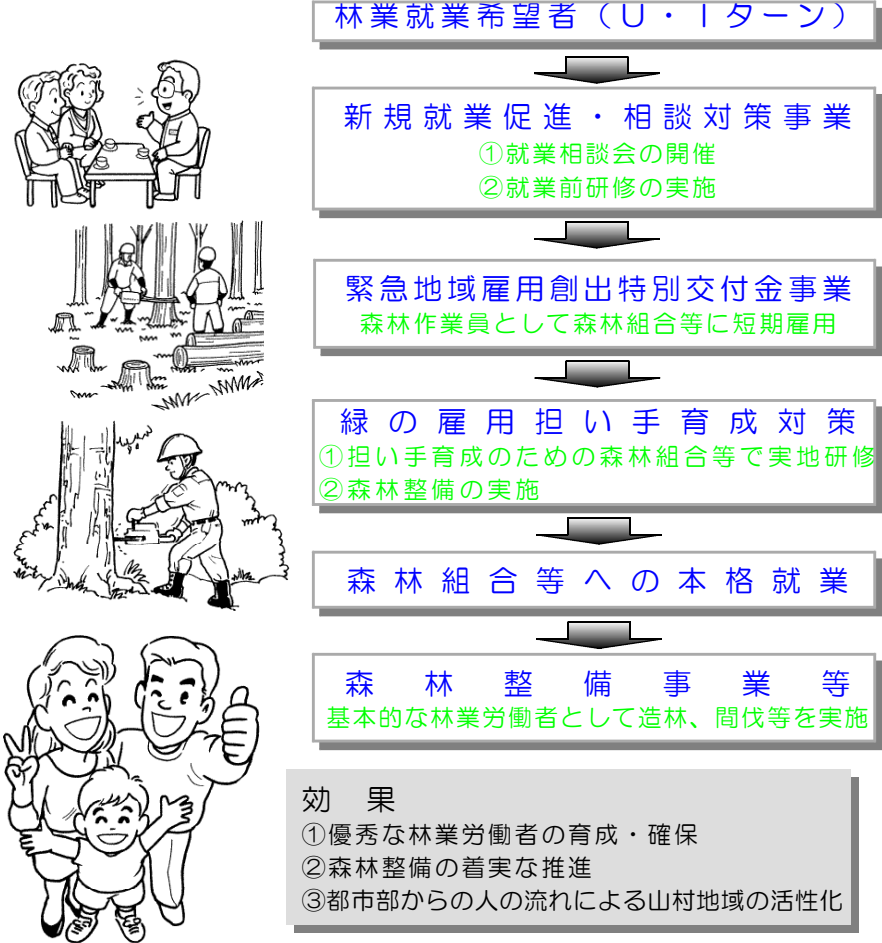 林業就業希望者（Ｕ・Ｉターン）
新規就業促進・相談対策事業
①就業相談会の開催
②就業前研修の実施
緊急地域雇用創出特別交付金事業
森林作業員として森林組合等に短期雇用
緑の雇用担い手育成対策
①担い手育成のための森林組合等で実地研修
②森林整備の実施
森林組合等への本格就業
森林整備事業等
基本的な林業労働者として造林、間伐等を実施
効　果
①優秀な林業労働者の育成・確保
②森林整備の着実な推進
③都市部からの人の流れによる山村地域の活性化